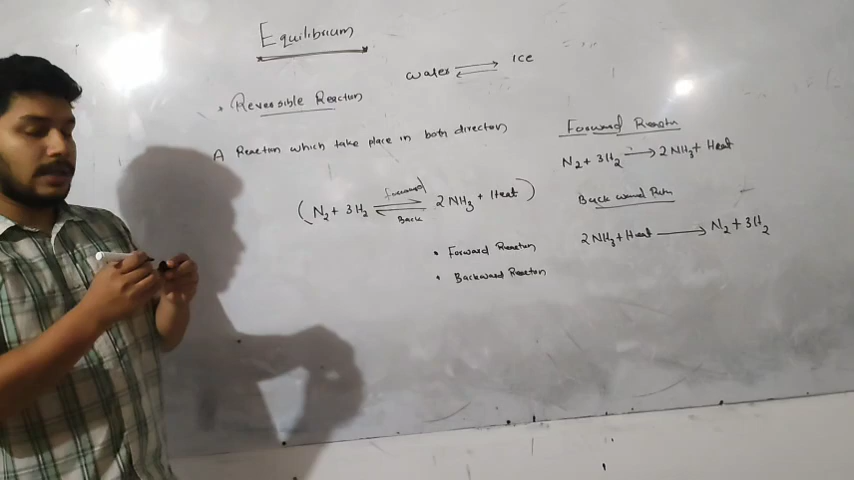 Equilibrium
water ⇌ ice
• Reversible Reaction
A Reaction which take place in both direction
(N₂ + 3H₂ ⇌ 2NH₃ + Heat)
forward
Back
• Forward Reaction
• Backward Reaction
Forward Reactn
N₂ + 3H₂ → 2NH₃ + Heat
Backward Rxn
2NH₃ + Heat → N₂ + 3H₂